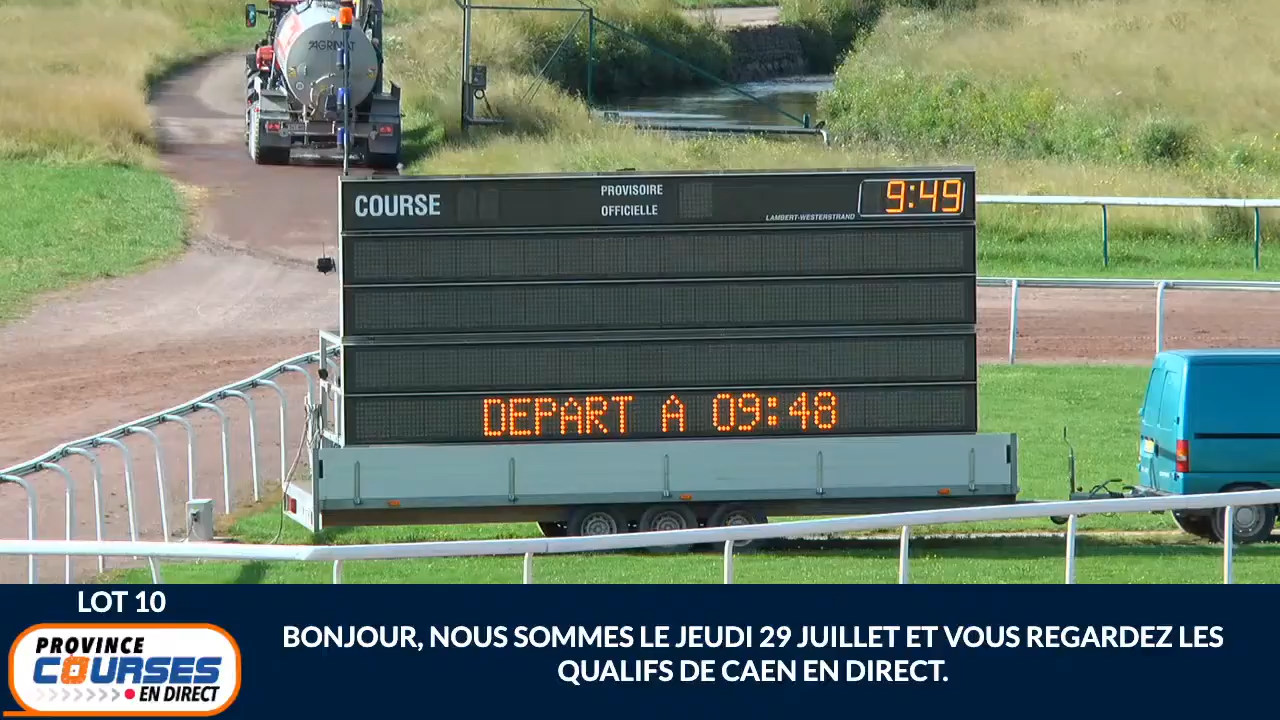 AGRIMAT
COURSE
PROVISOIRE
OFFICIELLE
LAMBERT-WESTERSTRAND
9:49
DEPART A 09:48
LOT 10
PROVINCE
COURSES
EN DIRECT
BONJOUR, NOUS SOMMES LE JEUDI 29 JUILLET ET VOUS REGARDEZ LES
QUALIFS DE CAEN EN DIRECT.